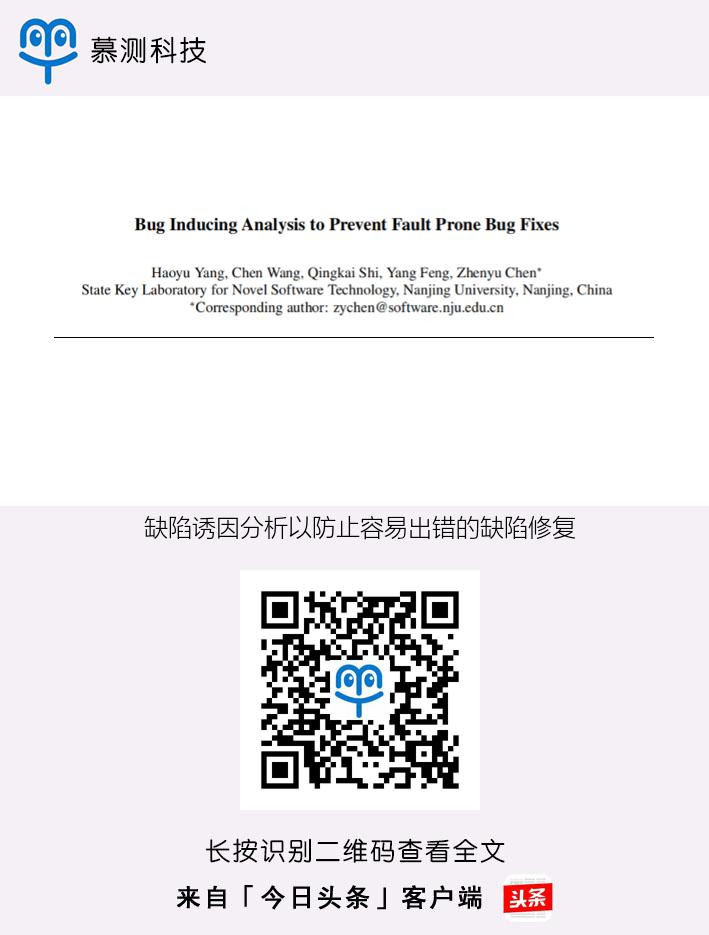 慕测科技
Bug Inducing Analysis to Prevent Fault Prone Bug Fixes
Haoyu Yang, Chen Wang, Qingkai Shi, Yang Feng, Zhenyu Chen*
State Key Laboratory for Novel Software Technology, Nanjing University, Nanjing, China
*Corresponding author: zychen@software.nju.edu.cn
缺陷诱因分析以防止容易出错的缺陷修复
长按识别二维码查看全文
来自「今日头条」客户端 头条